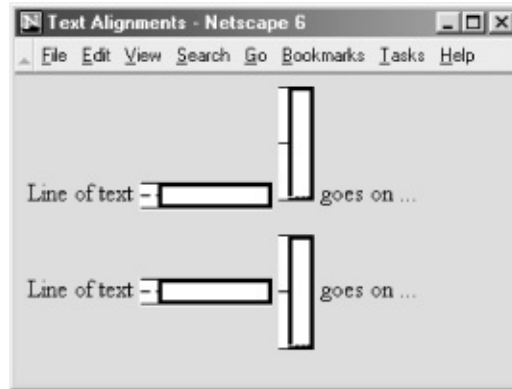 Text Alignments - Netscape 6
File Edit View Search Go Bookmarks Tasks Help
Line of text goes on ...
Line of text goes on ...